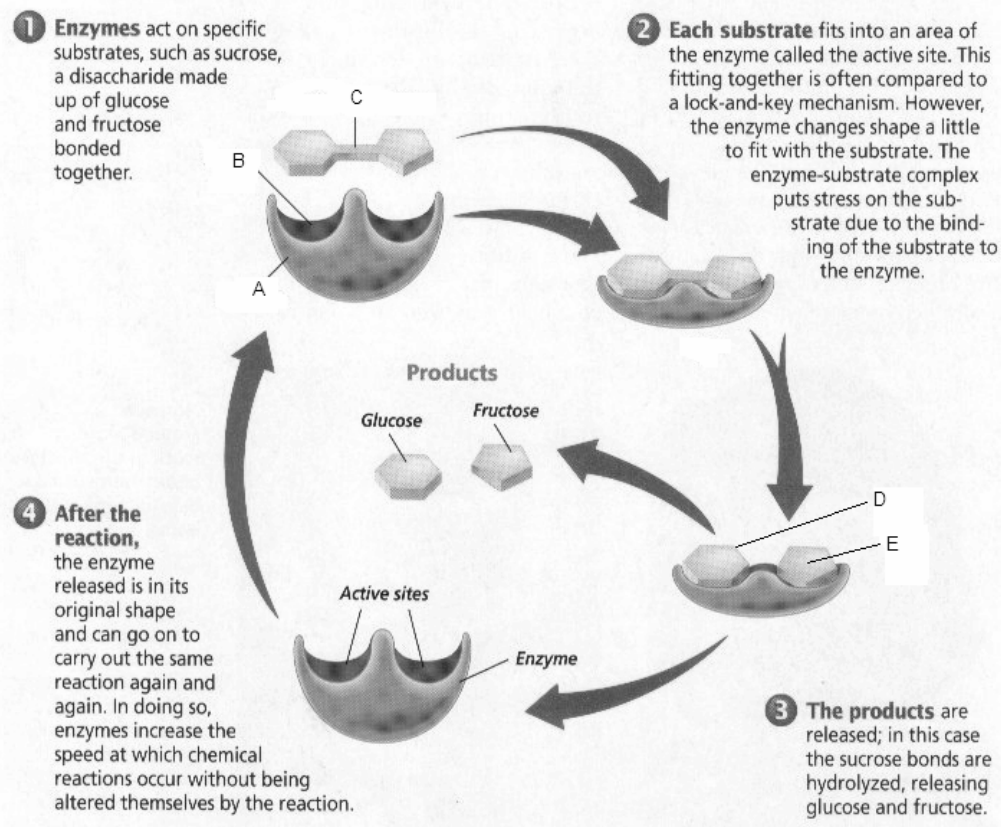 1 Enzymes act on specific
substrates, such as sucrose,
a disaccharide made
up of glucose
and fructose
bonded
together.
C
B
A
2 Each substrate fits into an area of
the enzyme called the active site. This
fitting together is often compared to
a lock-and-key mechanism. However,
the enzyme changes shape a little
to fit with the substrate. The
enzyme-substrate complex
puts stress on the sub-
strate due to the bind-
ing of the substrate to
the enzyme.
Products
Glucose
Fructose
D
E
3 The products are
released; in this case
the sucrose bonds are
hydrolyzed, releasing
glucose and fructose.
4 After the
reaction,
the enzyme
released is in its
original shape
and can go on to
carry out the same
reaction again and
again. In doing so,
enzymes increase the
speed at which chemical
reactions occur without being
altered themselves by the reaction.
Active sites
Enzyme